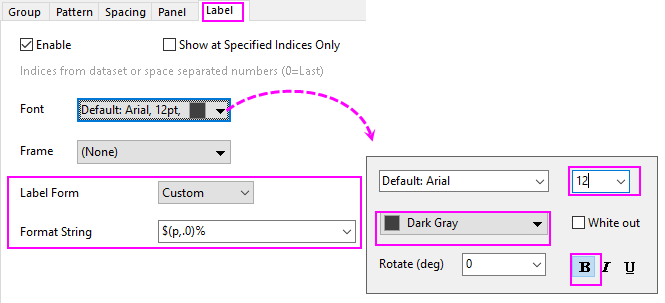 Group Pattern Spacing Panel Label
Enable Show at Specified Indices Only
Indices from dataset or space separated numbers (0=Last)
Font Default: Arial, 12pt,
Frame (None)
Label Form Custom
Format String $(p,.0)%
Default: Arial 12
Dark Gray White out
Rotate (deg) 0 B I U